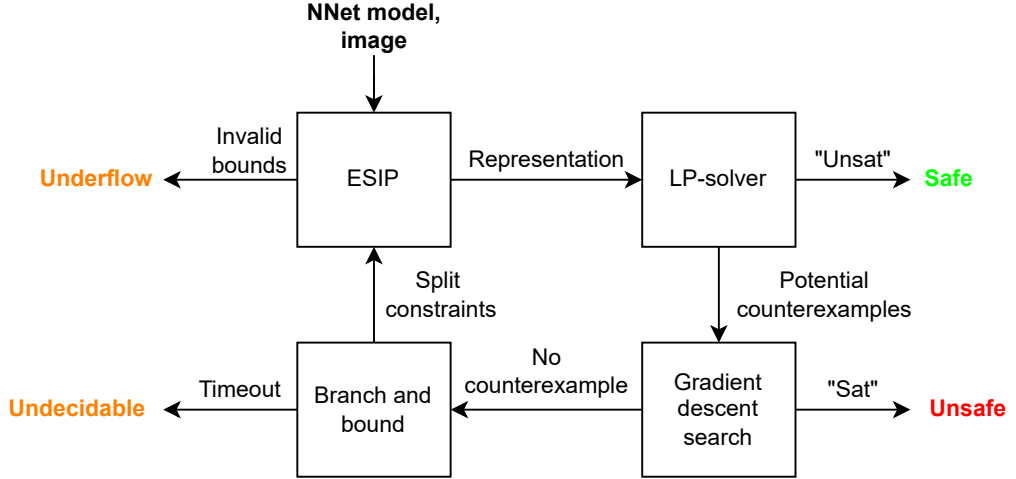 NNet model,
image
Invalid
bounds
Underflow
ESIP
Representation
LP-solver
"Unsat"
Safe
Split
constraints
Potential
counterexamples
Undecidable
Timeout
Branch and
bound
No
counterexample
Gradient
descent
search
"Sat"
Unsafe